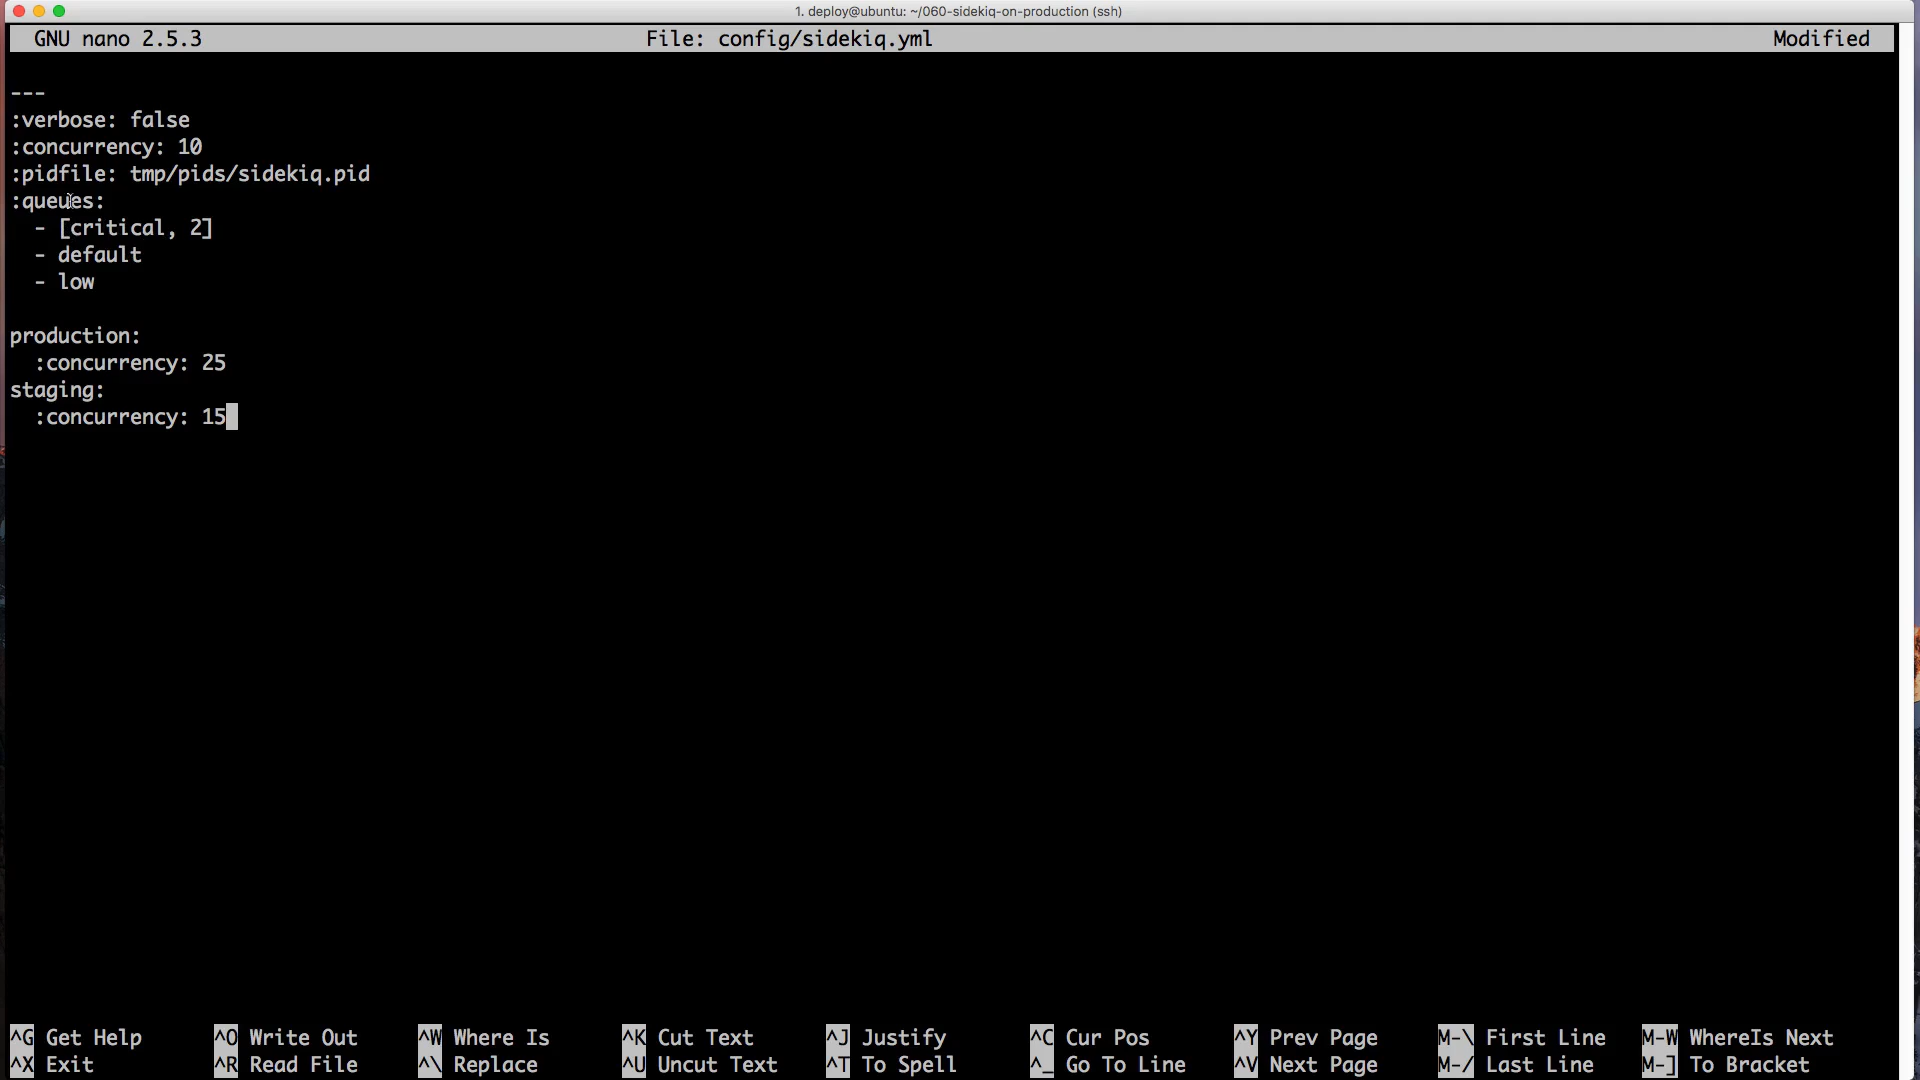 1. deploy@ubuntu: ~/060-sidekiq-on-production (ssh)
GNU nano 2.5.3 File: config/sidekiq.yml Modified
---
:verbose: false
:concurrency: 10
:pidfile: tmp/pids/sidekiq.pid
:queues:
  - [critical, 2]
  - default
  - low
production:
  :concurrency: 25
staging:
  :concurrency: 15
^G Get Help ^O Write Out ^W Where Is ^K Cut Text ^J Justify ^C Cur Pos ^Y Prev Page M-\ First Line M-W WhereIs Next
^X Exit ^R Read File ^\ Replace ^U Uncut Text ^T To Spell ^_ Go To Line ^V Next Page M-/ Last Line M-] To Bracket